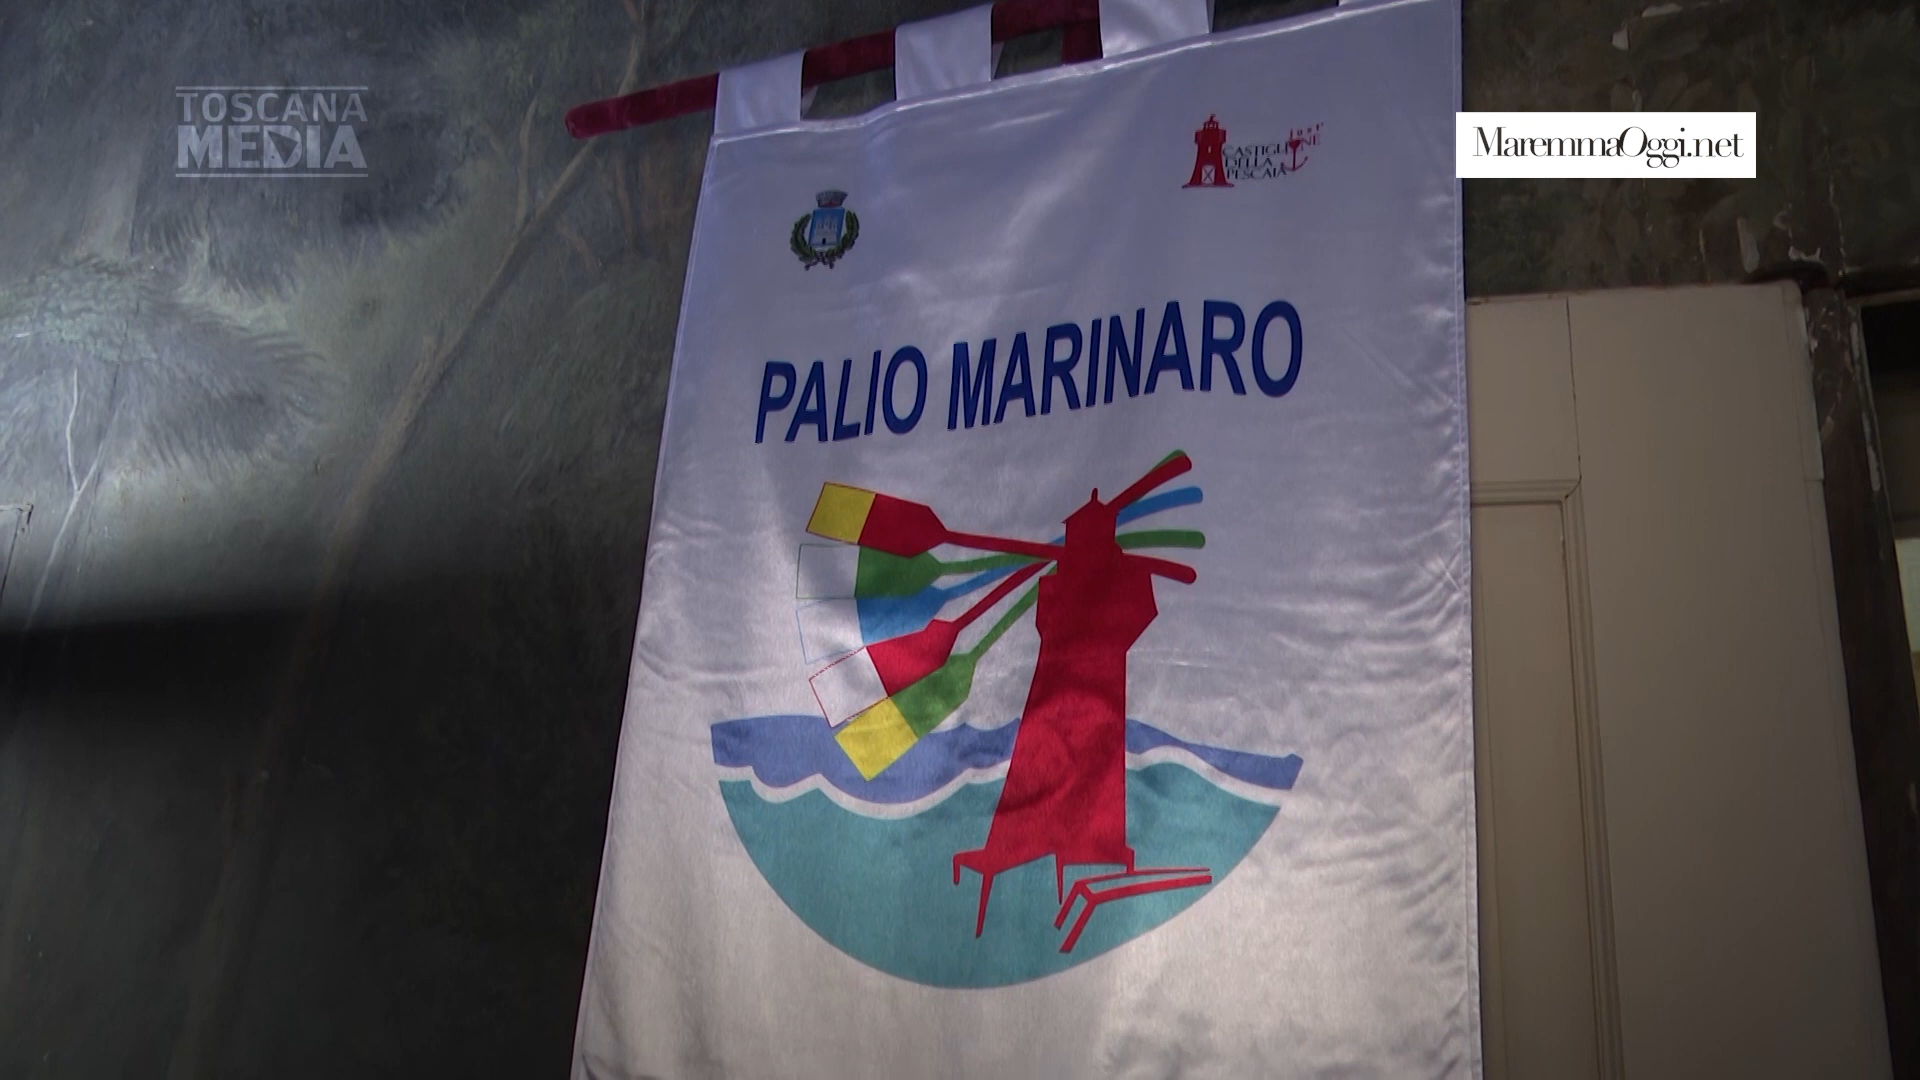 TOSCANA
MEDIA
MaremmaOggi.net
CASTIGLIONE
DELLA
PESCAIA
PALIO MARINARO